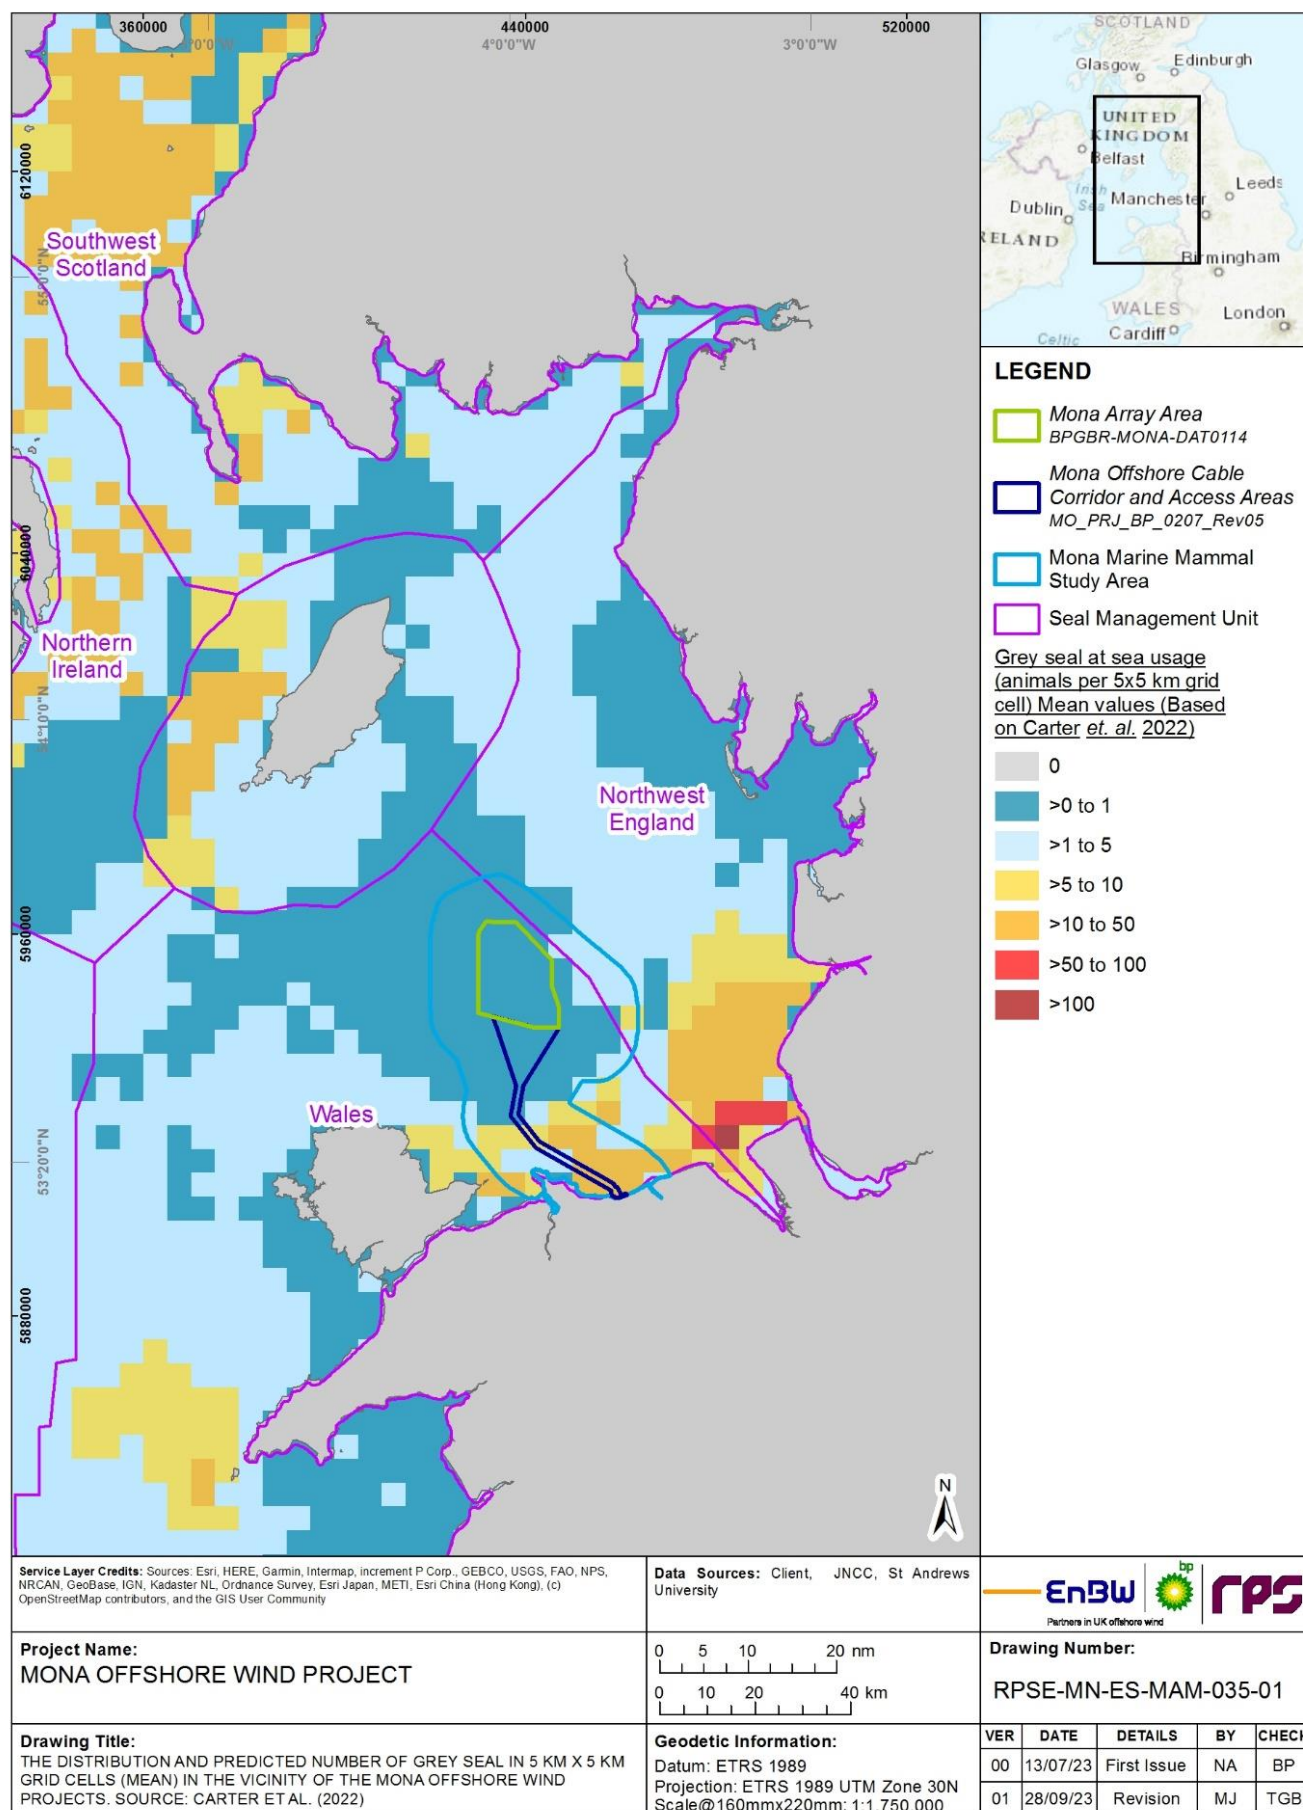 360000
440000
520000
4°0'0"W
3°0'0"W
6120000
6040000
5960000
5880000
55°0'0"N
54°10'0"N
53°20'0"N
Southwest
Scotland
Northern
Ireland
Northwest
England
Wales
N
SCOTLAND
Glasgow
Edinburgh
UNITED
KINGDOM
Belfast
Irish
Sea
Manchester
Leeds
Dublin
RELAND
Birmingham
WALES
London
Cardiff
Celtic
LEGEND
Mona Array Area
BPGBR-MONA-DAT0114
Mona Offshore Cable
Corridor and Access Areas
MO_PRJ_BP_0207_Rev05
Mona Marine Mammal
Study Area
Seal Management Unit
Grey seal at sea usage
(animals per 5x5 km grid
cell) Mean values (Based
on Carter et. al. 2022)
0
>0 to 1
>1 to 5
>5 to 10
>10 to 50
>50 to 100
>100
Service Layer Credits: Sources: Esri, HERE, Garmin, Intermap, increment P Corp., GEBCO, USGS, FAO, NPS,
NRCAN, GeoBase, IGN, Kadaster NL, Ordnance Survey, Esri Japan, METI, Esri China (Hong Kong), (c)
OpenStreetMap contributors, and the GIS User Community
Data Sources: Client, JNCC, St Andrews
University
EnBW
Partners in UK offshore wind
bp
rps
Project Name:
MONA OFFSHORE WIND PROJECT
0 5 10 20 nm
0 10 20 40 km
Drawing Number:
RPSE-MN-ES-MAM-035-01
Drawing Title:
THE DISTRIBUTION AND PREDICTED NUMBER OF GREY SEAL IN 5 KM X 5 KM
GRID CELLS (MEAN) IN THE VICINITY OF THE MONA OFFSHORE WIND
PROJECTS. SOURCE: CARTER ET AL. (2022)
Geodetic Information:
Datum: ETRS 1989
Projection: ETRS 1989 UTM Zone 30N
Scale@160mmx220mm: 1:1,750,000
VER DATE DETAILS BY CHECK
00 13/07/23 First Issue NA BP
01 28/09/23 Revision MJ TGB